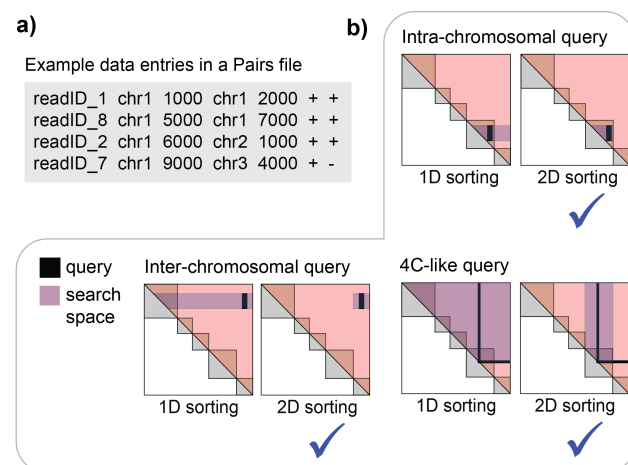 a)
Example data entries in a Pairs file
readID_1 chr1 1000 chr1 2000 + +
readID_8 chr1 5000 chr1 7000 + +
readID_2 chr1 6000 chr2 1000 + +
readID_7 chr1 9000 chr3 4000 + -
b)
Intra-chromosomal query
1D sorting
2D sorting
query
search
space
Inter-chromosomal query
1D sorting
2D sorting
4C-like query
1D sorting
2D sorting